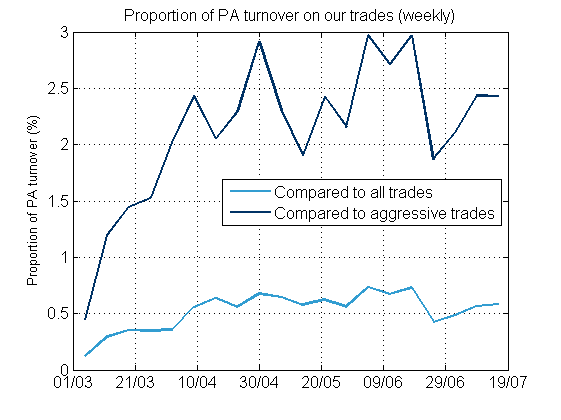 Proportion of PA turnover on our trades (weekly)
Proportion of PA turnover (%)
3
2.5
2
1.5
1
0.5
0
Compared to all trades
Compared to aggressive trades
01/03 21/03 10/04 30/04 20/05 09/06 29/06 19/07